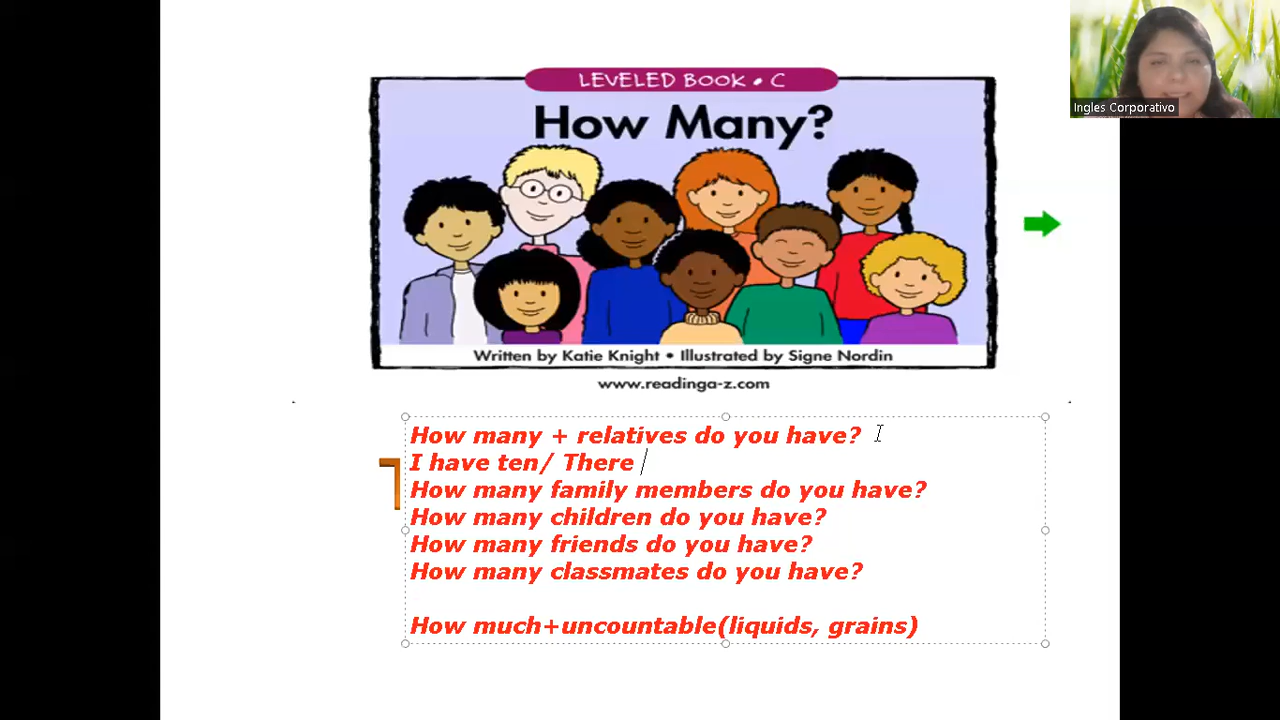 LEVELED BOOK • C
How Many?
Ingles Corporativo
Written by Katie Knight • Illustrated by Signe Nordin
www.readinga-z.com
How many + relatives do you have?
I have ten/ There
How many family members do you have?
How many children do you have?
How many friends do you have?
How many classmates do you have?
How much+uncountable(liquids, grains)